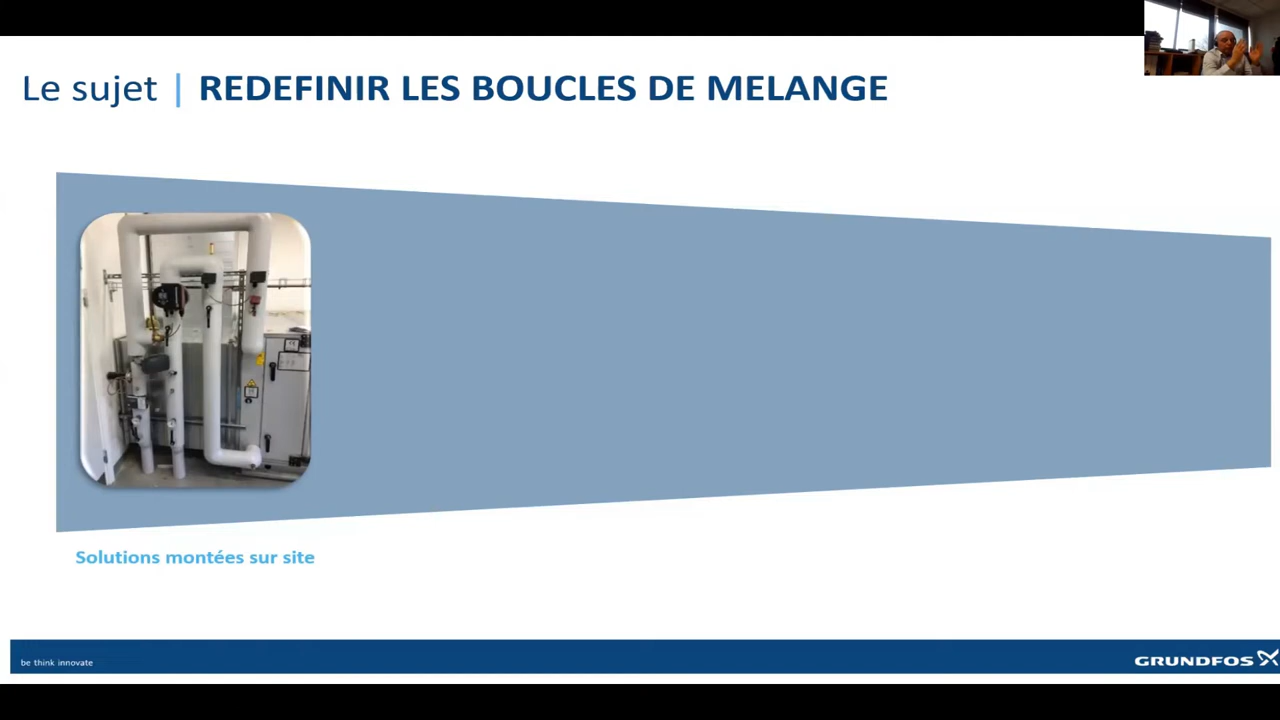 Le sujet | REDEFINIR LES BOUCLES DE MELANGE
Solutions montées sur site
be think innovate
GRUNDFOS